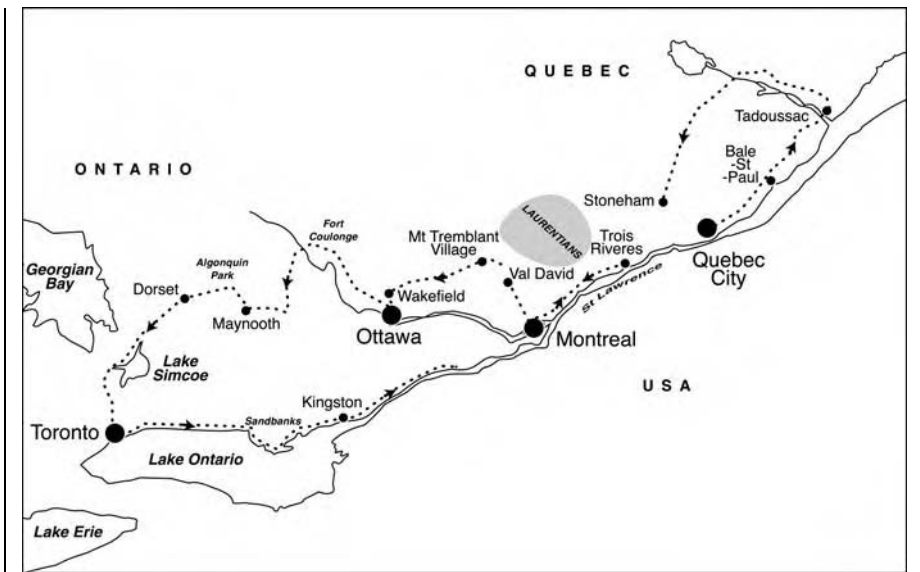 QUEBEC
Tadoussac
ONTARIO
Bale
-St
-Paul
Stoneham
LAURENTIANS
Fort
Coulonge
Mt Tremblant
Village
Trois
Riveres
Quebec
City
Georgian
Bay
Algonquin
Park
Val David
Dorset
Wakefield
St Lawrence
Maynooth
Ottawa
Montreal
Lake
Simcoe
USA
Kingston
Toronto
Sandbanks
Lake Ontario
Lake Erie